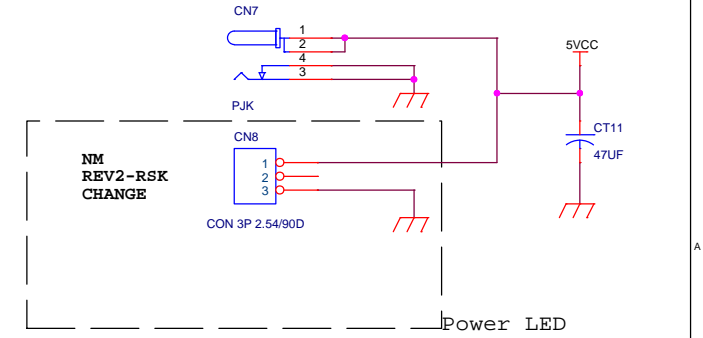 CN7
1
2
4
3
PJK
5VCC
CT11
47UF
CN8
NM
REV2-RSK
CHANGE
1
2
3
CON 3P 2.54/90D
A
Power LED